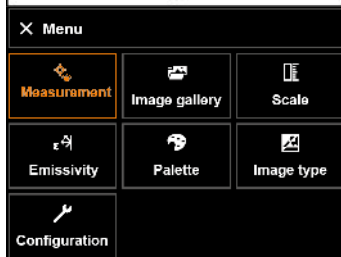 × Menu
Measurement
Image gallery
Scale
ε
Emissivity
Palette
Image type
Configuration